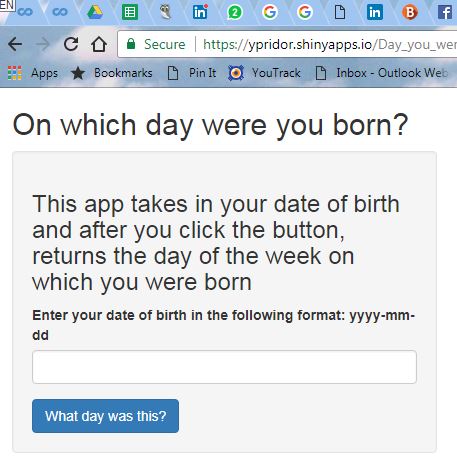 EN
2
Secure
https://ypridor.shinyapps.io/Day_you_wer
Apps Bookmarks Pin It YouTrack Inbox - Outlook Web
On which day were you born?
This app takes in your date of birth
and after you click the button,
returns the day of the week on
which you were born
Enter your date of birth in the following format: yyyy-mm-
dd
What day was this?